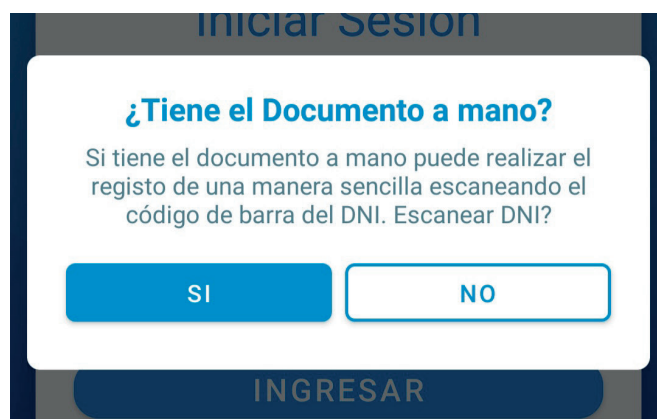 Iniciar Sesión
¿Tiene el Documento a mano?
Si tiene el documento a mano puede realizar el
registo de una manera sencilla escaneando el
código de barra del DNI. Escanear DNI?
SI
NO
INGRESAR